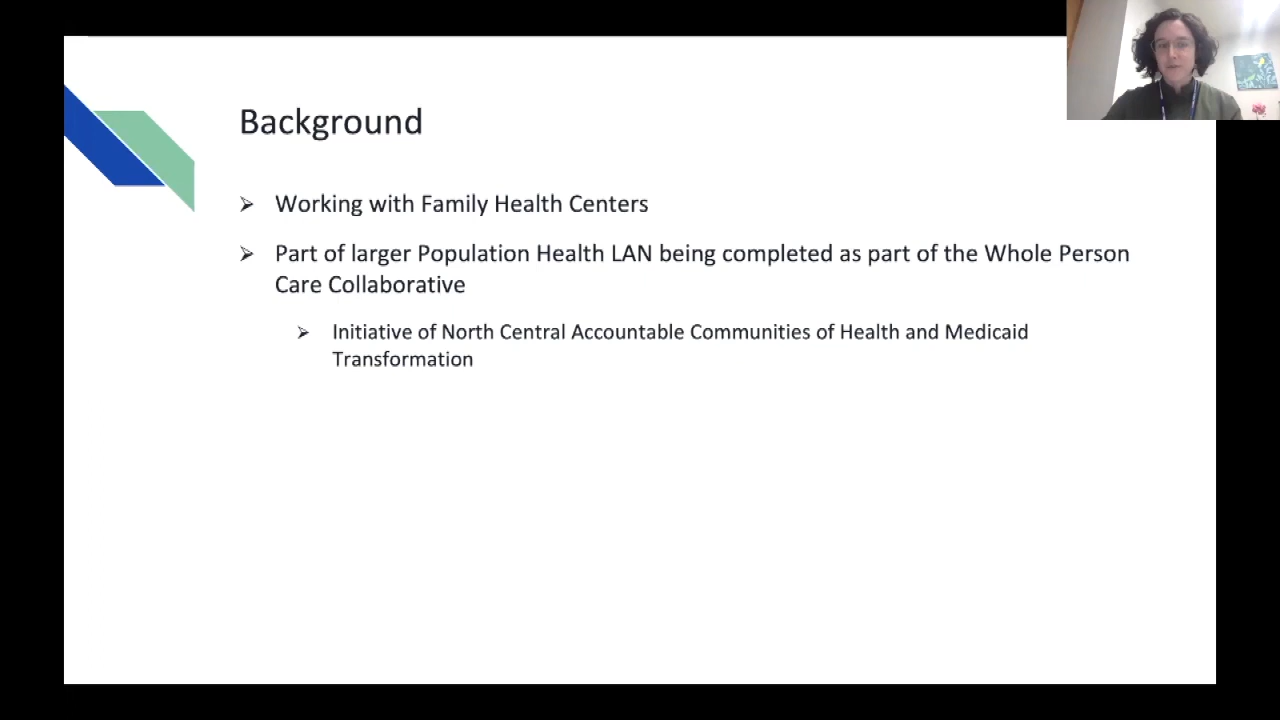 Background
➢ Working with Family Health Centers
➢ Part of larger Population Health LAN being completed as part of the Whole Person
Care Collaborative
➢ Initiative of North Central Accountable Communities of Health and Medicaid
Transformation